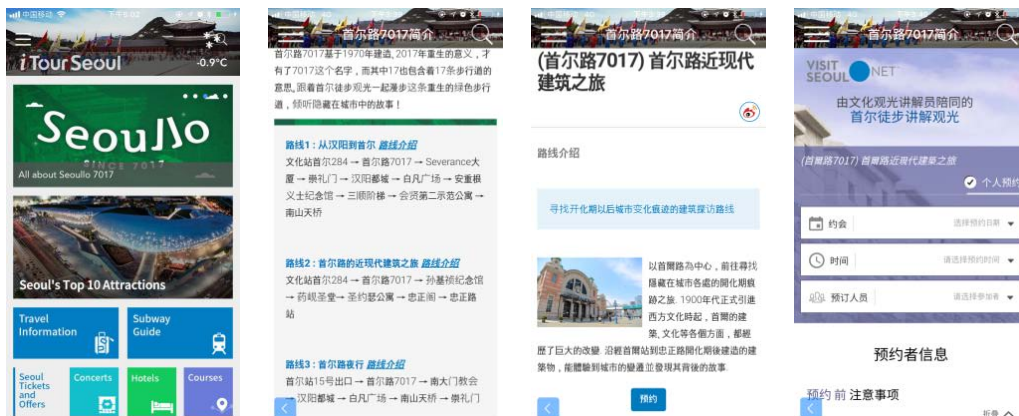 中国移动
下午5:02
i Tour Seoul
-0.9°C
Seoullo
SINCE 7017
All about Seoullo 7017
Seoul's Top 10 Attractions
Travel
Information
Subway
Guide
Seoul
Tickets
and
Offers
Concerts
Hotels
Courses
首尔路7017简介
首尔路7017基于1970年建造,2017年重生的意义，才
有了7017这个名字，而其中17也包含着17条步行道的
意思,跟着首尔徒步观光一起漫步这条重生的绿色步行
道，倾听隐藏在城市中的故事！
路线1：从汉阳到首尔 路线介绍
文化站首尔284 → 首尔路7017 → Severance大
厦 → 崇礼门 → 汉阳都城 → 白凡广场 → 安重根
义士纪念馆 → 三顺阶梯 → 会贤第二示范公寓 →
南山天桥
路线2：首尔路的近现代建筑之旅 路线介绍
文化站首尔284 → 首尔路7017 → 孙基祯纪念馆
→ 药岘圣堂→ 圣约瑟公寓 → 忠正阁 → 忠正路
站
路线3：首尔路夜行 路线介绍
首尔站15号出口 → 首尔路7017 → 南大门教会
→ 汉阳都城 → 白凡广场 → 南山天桥 → 崇礼门
首尔路7017简介
(首尔路7017) 首尔路近现代
建筑之旅
路线介绍
寻找开化期以后城市变化痕迹的建筑探访路线
以首爾路為中心，前往尋找
隱藏在城市各處的開化期痕
跡之旅. 1900年代正式引進
西方文化時起，首爾的建
築, 文化等各個方面，都經
歷了巨大的改變. 沿經首爾站到忠正路開化期後建造的建
築物，能體驗到城市的變遷並發現其背後的故事.
预约
首尔路7017简介
VISIT
SEOUL NET
由文化观光讲解员陪同的
首尔徒步讲解观光
(首爾路7017) 首爾路近現代建築之旅
个人预约
约会
选择预约日期
时间
请选择预约时间
预订人员
请选择参加者
预约者信息
预约 前 注意事项
折叠